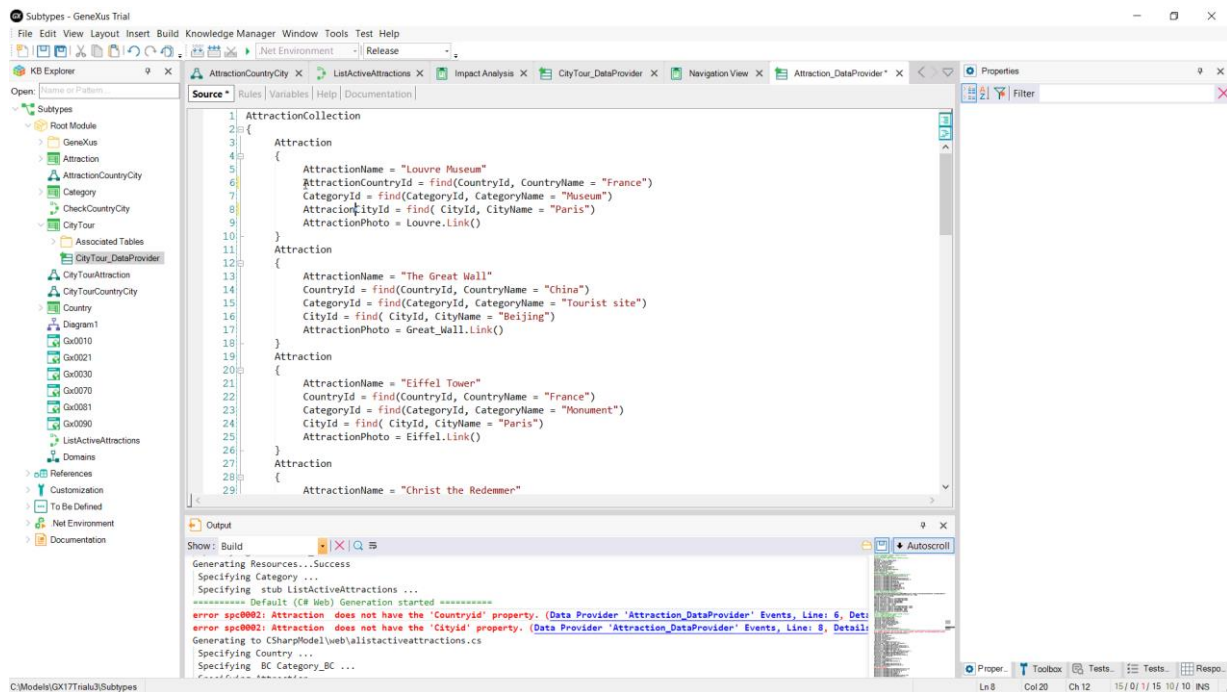 Subtypes - GeneXus Trial
File Edit View Layout Insert Build Knowledge Manager Window Tools Test Help
.Net Environment Release
KB Explorer
Open: Name or Pattern...
Subtypes
Root Module
GeneXus
Attraction
AttractionCountryCity
Category
CheckCountryCity
CityTour
Associated Tables
CityTour_DataProvider
CityTourAttraction
CityTourCountryCity
Country
Diagram1
Gx0010
Gx0021
Gx0030
Gx0070
Gx0081
Gx0090
ListActiveAttractions
Domains
References
Customization
To Be Defined
.Net Environment
Documentation
AttractionCountryCity X ListActiveAttractions X Impact Analysis X CityTour_DataProvider X Navigation View X Attraction_DataProvider* X
Source * Rules Variables Help Documentation
1 AttractionCollection
2 {
3 Attraction
4 {
5 AttractionName = "Louvre Museum"
6 AttractionCountryId = find(CountryId, CountryName = "France")
7 CategoryId = find(CategoryId, CategoryName = "Museum")
8 AttracionCityId = find( CityId, CityName = "Paris")
9 AttractionPhoto = Louvre.Link()
10 }
11 Attraction
12 {
13 AttractionName = "The Great Wall"
14 CountryId = find(CountryId, CountryName = "China")
15 CategoryId = find(CategoryId, CategoryName = "Tourist site")
16 CityId = find( CityId, CityName = "Beijing")
17 AttractionPhoto = Great_Wall.Link()
18 }
19 Attraction
20 {
21 AttractionName = "Eiffel Tower"
22 CountryId = find(CountryId, CountryName = "France")
23 CategoryId = find(CategoryId, CategoryName = "Monument")
24 CityId = find( CityId, CityName = "Paris")
25 AttractionPhoto = Eiffel.Link()
26 }
27 Attraction
28 {
29 AttractionName = "Christ the Redemmer"
Output
Show: Build Autoscroll
Generating Resources...Success
Specifying Category ...
Specifying stub ListActiveAttractions ...
========== Default (C# Web) Generation started ==========
error spc0002: Attraction does not have the 'Countryid' property. (Data Provider 'Attraction_DataProvider' Events, Line: 6, Deta
error spc0002: Attraction does not have the 'Cityid' property. (Data Provider 'Attraction_DataProvider' Events, Line: 8, Details
Generating to CSharpModel\web\alistactiveattractions.cs
Specifying Country ...
Specifying BC Category_BC ...
Properties
Filter
Proper... Toolbox Tests... Tests... Respo...
C:\Models\GX17Trialu3\Subtypes
Ln 8 Col 20 Ch 12 15/ 0/ 1/ 15 10/ 10 INS